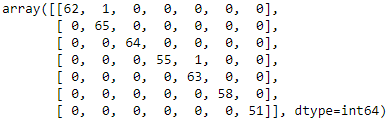 array([[62, 1, 0, 0, 0, 0, 0],
[ 0, 65, 0, 0, 0, 0, 0],
[ 0, 0, 64, 0, 0, 0, 0],
[ 0, 0, 0, 55, 1, 0, 0],
[ 0, 0, 0, 0, 63, 0, 0],
[ 0, 0, 0, 0, 0, 58, 0],
[ 0, 0, 0, 0, 0, 0, 51]], dtype=int64)